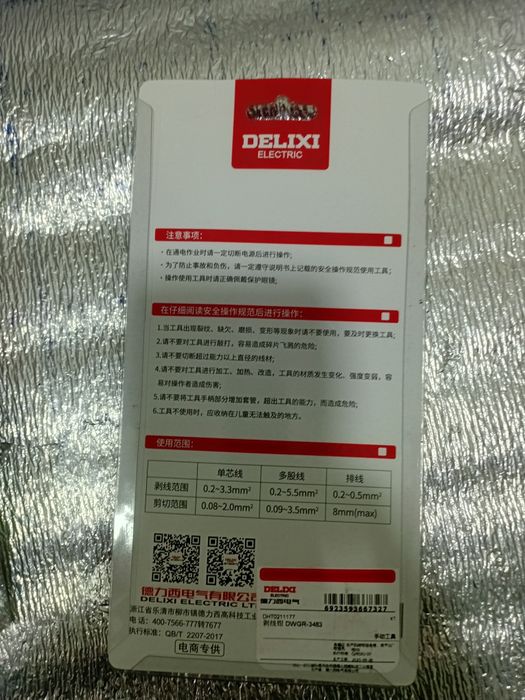 DELIXI
ELECTRIC
注意事项:
· 在通电作业时请一定切断电源后进行操作;
· 为了防止事故和负伤，请一定遵守说明书上记载的安全操作规范使用工具;
· 操作使用工具时请正确佩戴保护眼镜;
在仔细阅读安全操作规范后进行操作:
1.当工具出现裂纹、缺欠、磨损、变形等现象时请不要使用，要及时更换工具;
2.请不要对工具进行敲打，容易造成碎片飞溅的危险;
3.请不要切断超过能力以上直径的线材;
4.请不要对工具进行加工、加热、改造，工具的材质发生变化、强度变弱，容
易对操作者造成伤害;
5.请不要将工具手柄部分增加套管，超出工具的能力，而造成危险;
6.工具不使用时，应收纳在儿童无法触及的地方。
使用范围:
单芯线 多股线 排线
剥线范围 0.2~3.3mm² 0.2~5.5mm² 0.2~0.5mm²
剪切范围 0.08~2.0mm² 0.09~3.5mm² 8mm(max)
德力西电气有限公
DELIXI ELECTRIC LT
浙江省乐清市柳市镇德力西高科技工业
电话: 400-7566-777转7677
执行标准: QB/T 2207-2017
电商专供
DELIXI
ELECTRIC
德力西电气
6923593667327
DHT0211177
剥线钳 DWGR-3483
手动工具